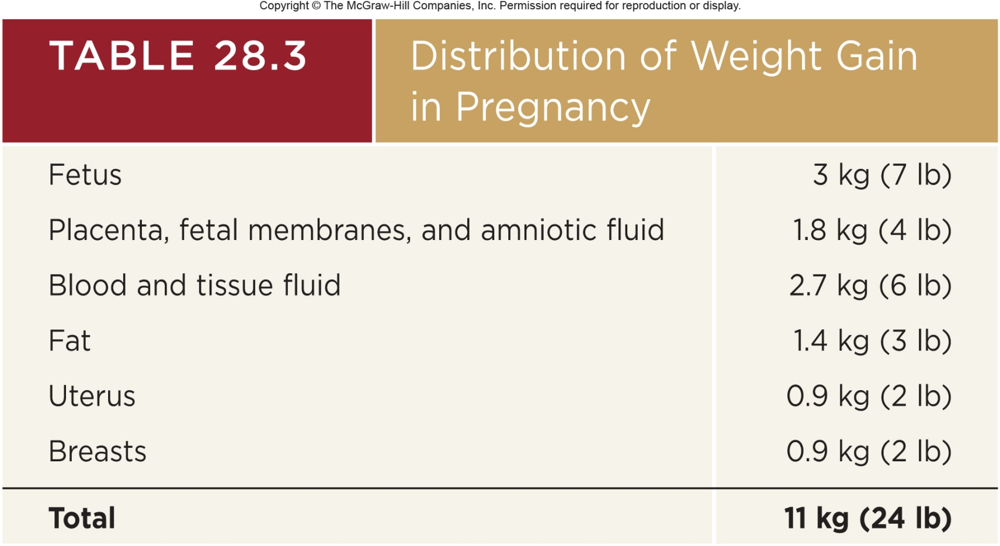 Copyright © The McGraw-Hill Companies, Inc. Permission required for reproduction or display.
TABLE 28.3
Distribution of Weight Gain
in Pregnancy
Fetus 3 kg (7 lb)
Placenta, fetal membranes, and amniotic fluid 1.8 kg (4 lb)
Blood and tissue fluid 2.7 kg (6 lb)
Fat 1.4 kg (3 lb)
Uterus 0.9 kg (2 lb)
Breasts 0.9 kg (2 lb)
Total 11 kg (24 lb)